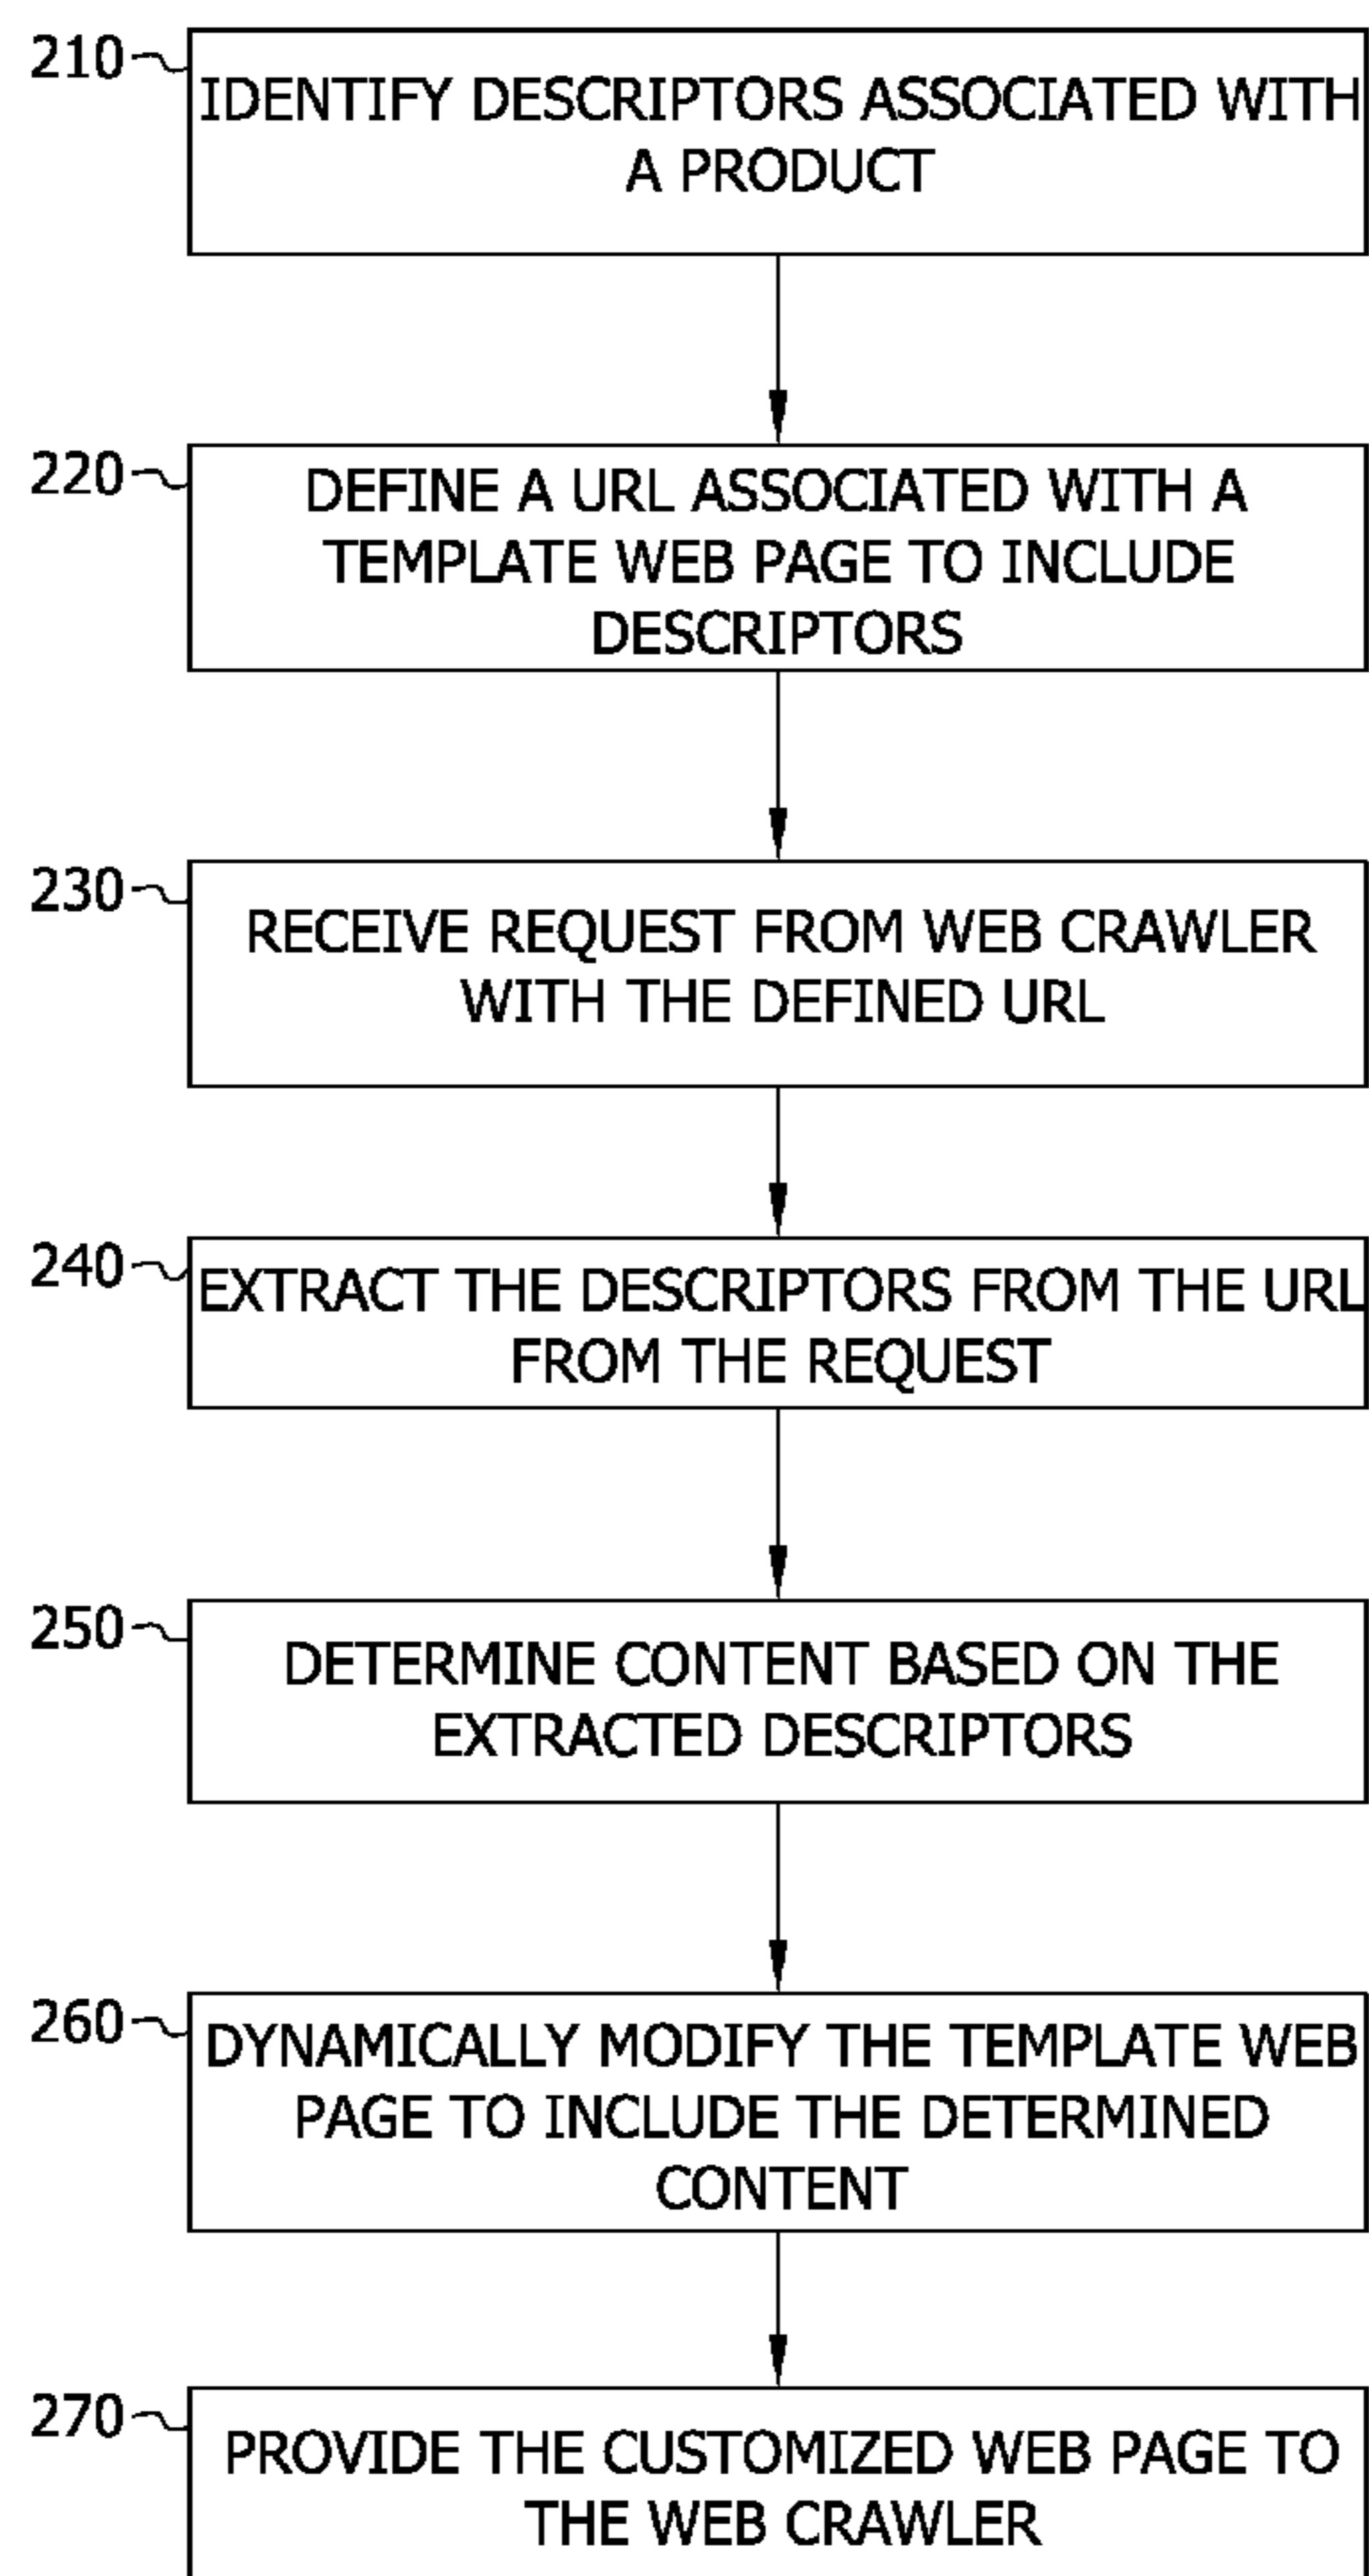 210
IDENTIFY DESCRIPTORS ASSOCIATED WITH
A PRODUCT
220
DEFINE A URL ASSOCIATED WITH A
TEMPLATE WEB PAGE TO INCLUDE
DESCRIPTORS
230
RECEIVE REQUEST FROM WEB CRAWLER
WITH THE DEFINED URL
240
EXTRACT THE DESCRIPTORS FROM THE URL
FROM THE REQUEST
250
DETERMINE CONTENT BASED ON THE
EXTRACTED DESCRIPTORS
260
DYNAMICALLY MODIFY THE TEMPLATE WEB
PAGE TO INCLUDE THE DETERMINED
CONTENT
270
PROVIDE THE CUSTOMIZED WEB PAGE TO
THE WEB CRAWLER